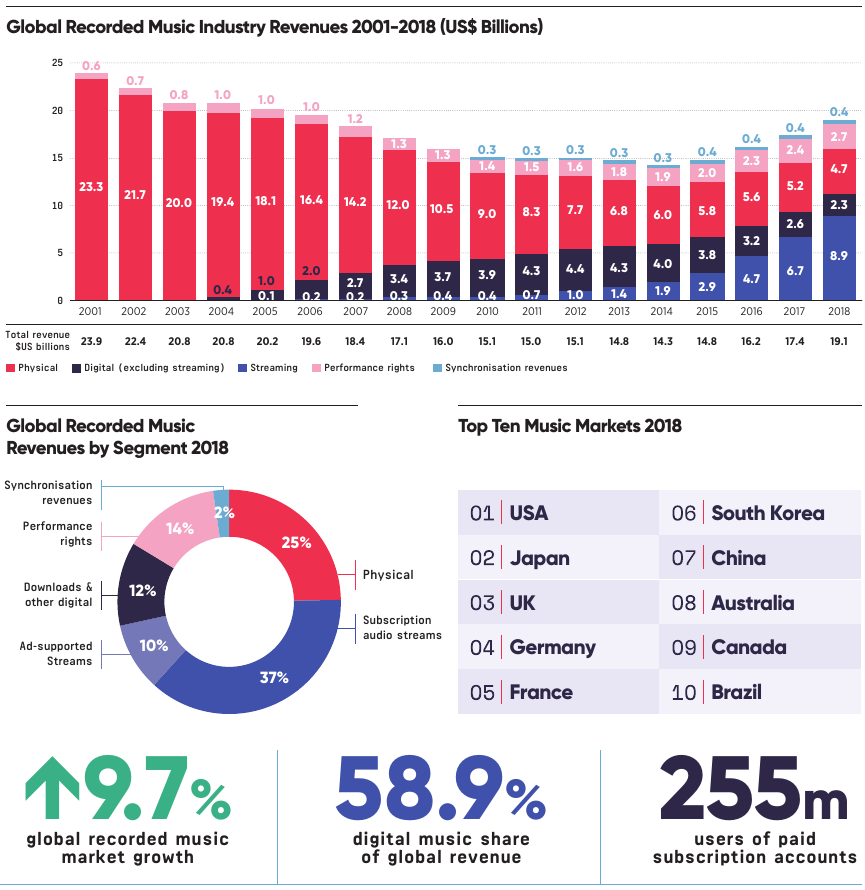 Global Recorded Music Industry Revenues 2001-2018 (US$ Billions)
25
20
15
10
5
0
0.6
23.3
0.7
21.7
0.8
20.0
1.0
19.4
0.4
1.0
18.1
1.0
0.1
1.0
16.4
2.0
0.2
1.2
14.2
2.7
0.2
1.3
12.0
3.4
0.3
1.3
10.5
3.7
0.4
0.3
1.4
9.0
3.9
0.4
0.3
1.5
8.3
4.3
0.7
0.3
1.6
7.7
4.4
1.0
0.3
1.8
6.8
4.3
1.4
0.3
1.9
6.0
4.0
1.9
0.4
2.0
5.8
3.8
2.9
0.4
2.3
5.6
3.2
4.7
0.4
2.4
5.2
2.6
6.7
0.4
2.7
4.7
2.3
8.9
2001 2002 2003 2004 2005 2006 2007 2008 2009 2010 2011 2012 2013 2014 2015 2016 2017 2018
Total revenue
$US billions
23.9 22.4 20.8 20.8 20.2 19.6 18.4 17.1 16.0 15.1 15.0 15.1 14.8 14.3 14.8 16.2 17.4 19.1
Physical Digital (excluding streaming) Streaming Performance rights Synchronisation revenues
Global Recorded Music
Revenues by Segment 2018
Synchronisation
revenues
Performance
rights
Downloads &
other digital
Ad-supported
Streams
2%
14%
12%
10%
37%
25%
Physical
Subscription
audio streams
Top Ten Music Markets 2018
01 USA
02 Japan
03 UK
04 Germany
05 France
06 South Korea
07 China
08 Australia
09 Canada
10 Brazil
9.7%
global recorded music
market growth
58.9%
digital music share
of global revenue
255m
users of paid
subscription accounts